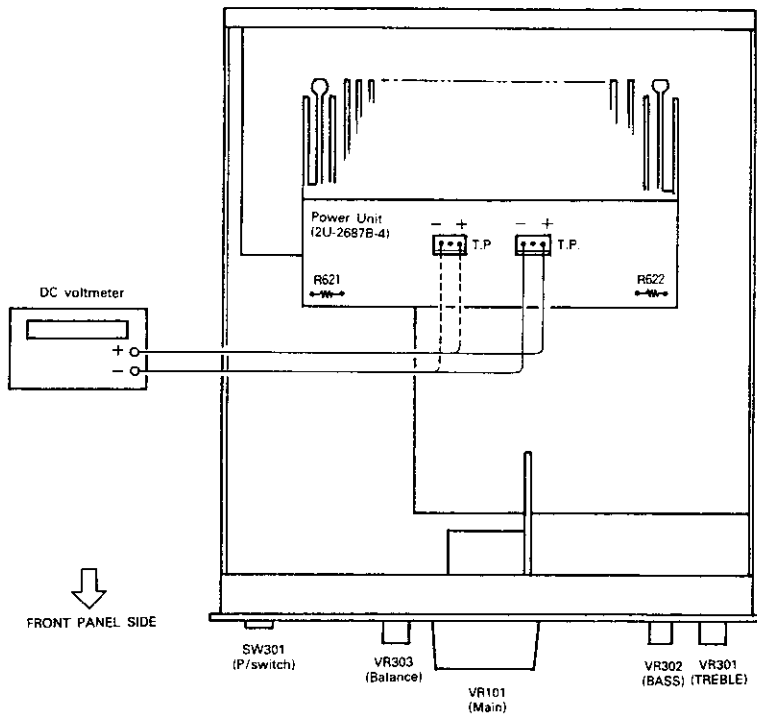 Power Unit
(2U-2687B-4)
− +
T.P
− +
T.P.
R621
R622
DC voltmeter
+
−
FRONT PANEL SIDE
SW301
(P/switch)
VR303
(Balance)
VR101
(Main)
VR302
(BASS)
VR301
(TREBLE)